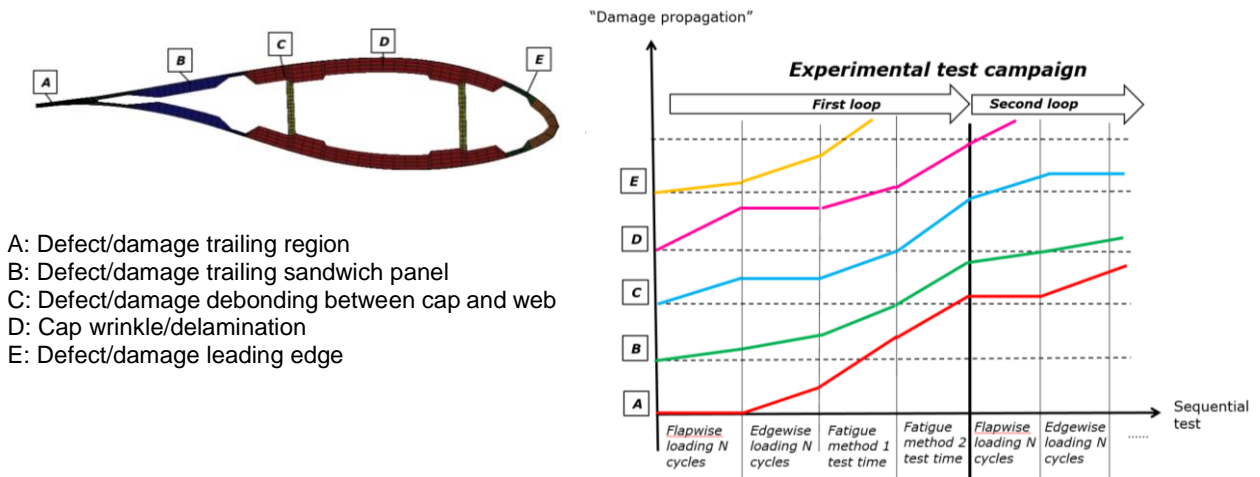 A
B
C
D
E
A: Defect/damage trailing region
B: Defect/damage trailing sandwich panel
C: Defect/damage debonding between cap and web
D: Cap wrinkle/delamination
E: Defect/damage leading edge
“Damage propagation”
Experimental test campaign
First loop
Second loop
E
D
C
B
A
Sequential
test
Flapwise
loading N
cycles
Edgewise
loading N
cycles
Fatigue
method 1
test time
Fatigue
method 2
test time
Flapwise
loading N
cycles
Edgewise
loading N
cycles
......